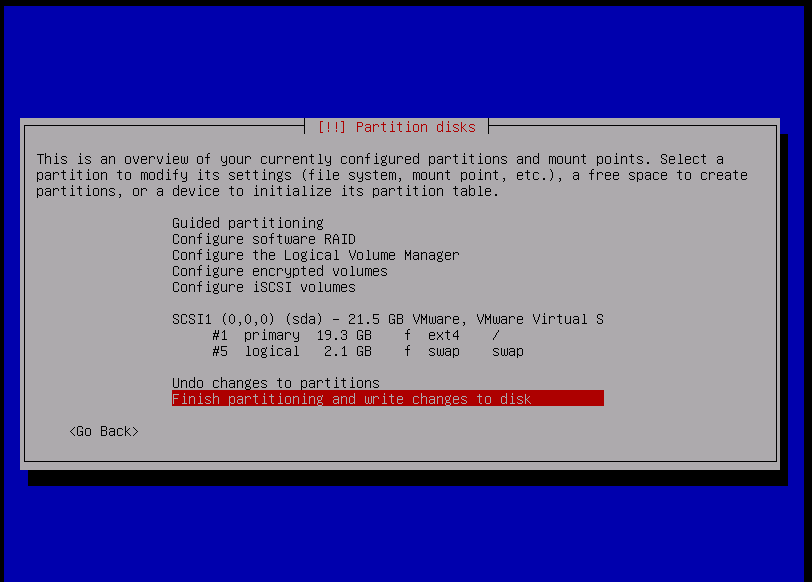 [!!] Partition disks
This is an overview of your currently configured partitions and mount points. Select a
partition to modify its settings (file system, mount point, etc.), a free space to create
partitions, or a device to initialize its partition table.
Guided partitioning
Configure software RAID
Configure the Logical Volume Manager
Configure encrypted volumes
Configure iSCSI volumes
SCSI1 (0,0,0) (sda) - 21.5 GB VMware, VMware Virtual S
#1 primary 19.3 GB f ext4 /
#5 logical 2.1 GB f swap swap
Undo changes to partitions
Finish partitioning and write changes to disk
<Go Back>